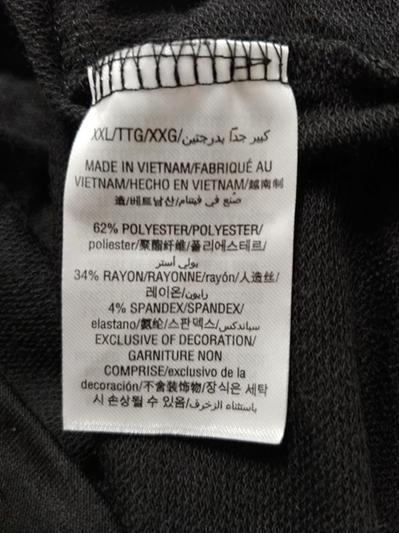 XXL/TTG/XXG/كبير جدًا بدرجتين
MADE IN VIETNAM/FABRIQUÉ AU
VIETNAM/HECHO EN VIETNAM/越南制
造/베트남산/صُنع في فيتنام
62% POLYESTER/POLYESTER/
poliester/聚酯纤维/폴리에스테르/
بولي أستر
34% RAYON/RAYONNE/rayón/人造丝/
레이온/رايون
4% SPANDEX/SPANDEX/
elastano/氨纶/스판덱스/سباندكس
EXCLUSIVE OF DECORATION/
GARNITURE NON
COMPRISE/exclusivo de la
decoración/不含装饰物/장식은 세탁
시 손상될 수 있음/باستثناء الزخرف